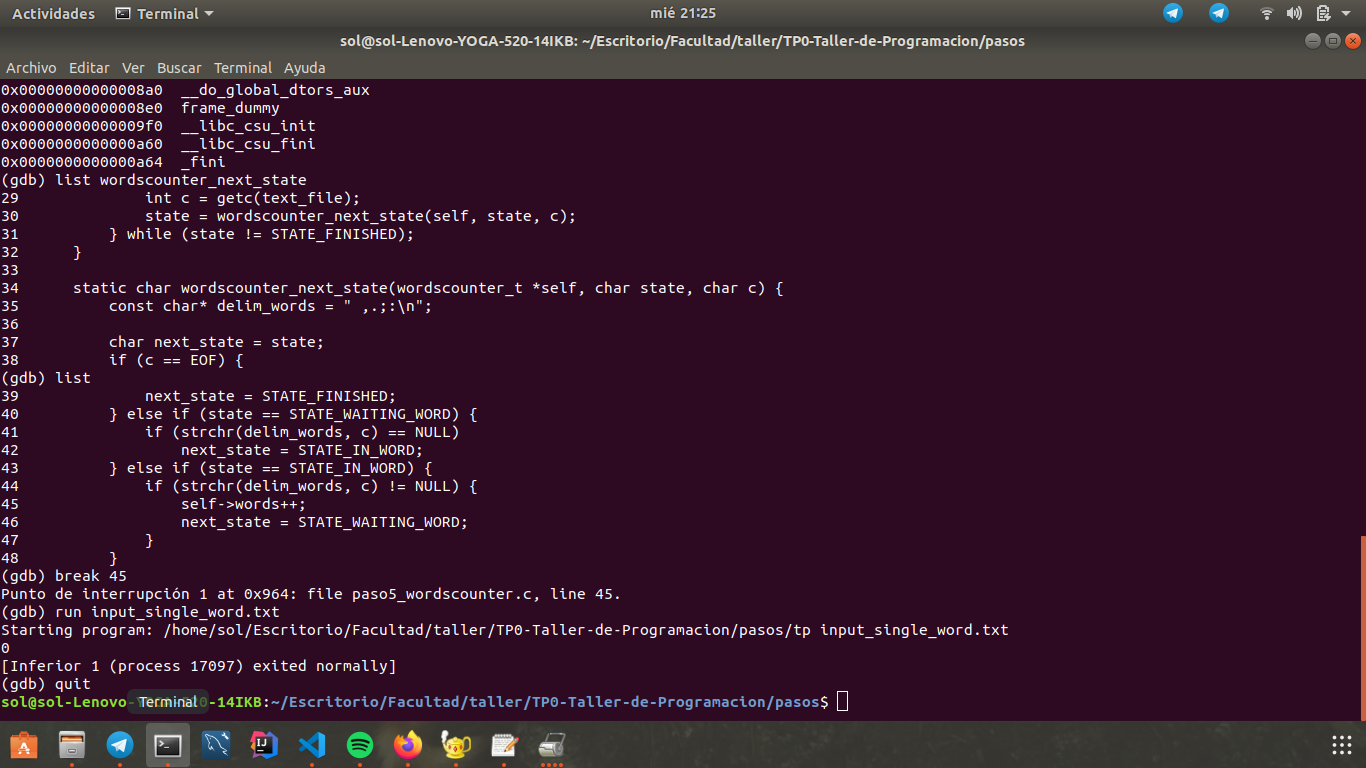 Actividades Terminal mié 21:25
sol@sol-Lenovo-YOGA-520-14IKB: ~/Escritorio/Facultad/taller/TP0-Taller-de-Programacion/pasos
Archivo Editar Ver Buscar Terminal Ayuda
0x00000000000008a0  __do_global_dtors_aux
0x00000000000008e0  frame_dummy
0x00000000000009f0  __libc_csu_init
0x0000000000000a60  __libc_csu_fini
0x0000000000000a64  _fini
(gdb) list wordscounter_next_state
29              int c = getc(text_file);
30              state = wordscounter_next_state(self, state, c);
31          } while (state != STATE_FINISHED);
32      }
33
34      static char wordscounter_next_state(wordscounter_t *self, char state, char c) {
35          const char* delim_words = " ,.;:\n";
36
37          char next_state = state;
38          if (c == EOF) {
(gdb) list
39              next_state = STATE_FINISHED;
40          } else if (state == STATE_WAITING_WORD) {
41              if (strchr(delim_words, c) == NULL)
42                  next_state = STATE_IN_WORD;
43          } else if (state == STATE_IN_WORD) {
44              if (strchr(delim_words, c) != NULL) {
45                  self->words++;
46                  next_state = STATE_WAITING_WORD;
47              }
48          }
(gdb) break 45
Punto de interrupción 1 at 0x964: file paso5_wordscounter.c, line 45.
(gdb) run input_single_word.txt
Starting program: /home/sol/Escritorio/Facultad/taller/TP0-Taller-de-Programacion/pasos/tp input_single_word.txt
0
[Inferior 1 (process 17097) exited normally]
(gdb) quit
sol@sol-Lenovo-YOGA-520-14IKB:~/Escritorio/Facultad/taller/TP0-Taller-de-Programacion/pasos$
Terminal